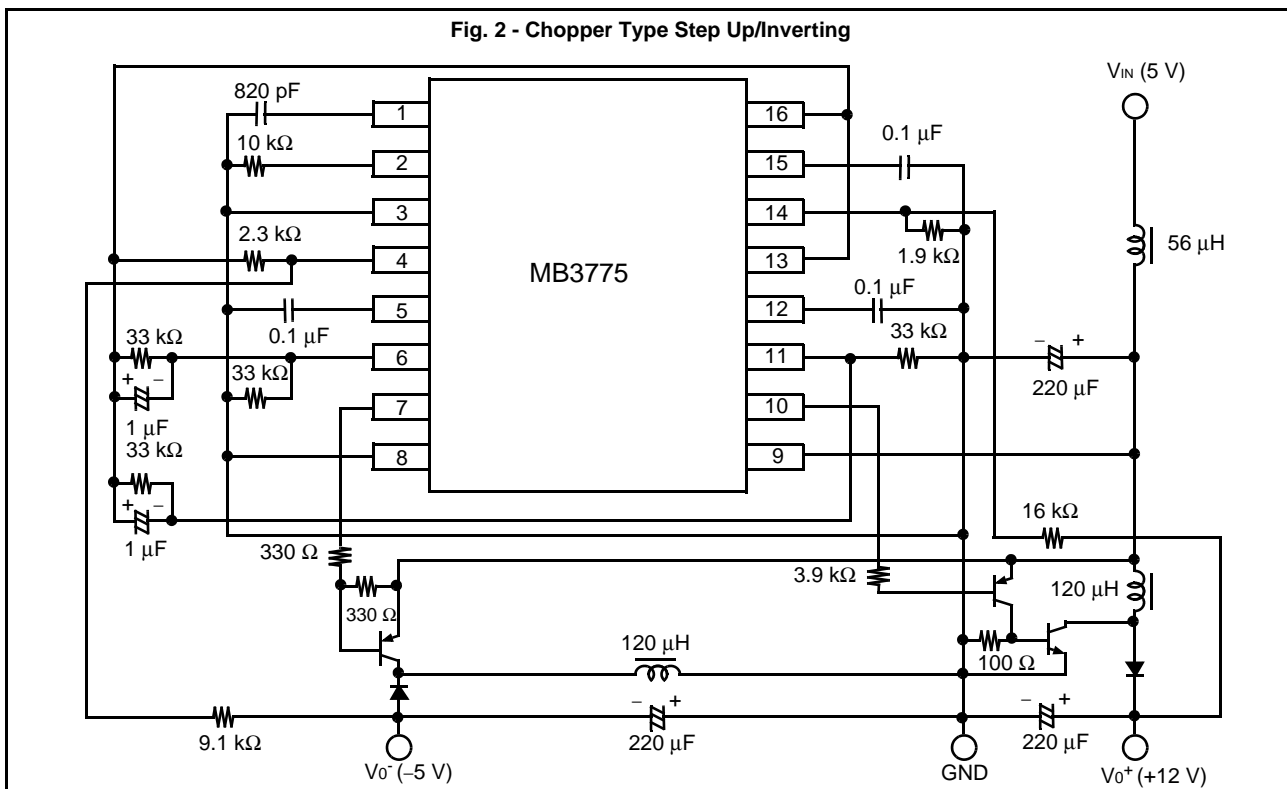 Fig. 2 - Chopper Type Step Up/Inverting
VIN (5 V)
820 pF
1
16
0.1 μF
10 kΩ
2
15
3
14
2.3 kΩ
1.9 kΩ
56 μH
4
13
MB3775
0.1 μF
5
12
33 kΩ
0.1 μF
33 kΩ
6
11
− +
+ −
33 kΩ
220 μF
7
10
1 μF
33 kΩ
8
9
+ −
16 kΩ
1 μF
330 Ω
3.9 kΩ
330 Ω
120 μH
120 μH
100 Ω
− +
− +
9.1 kΩ
220 μF
220 μF
V0- (−5 V)
GND
V0+ (+12 V)